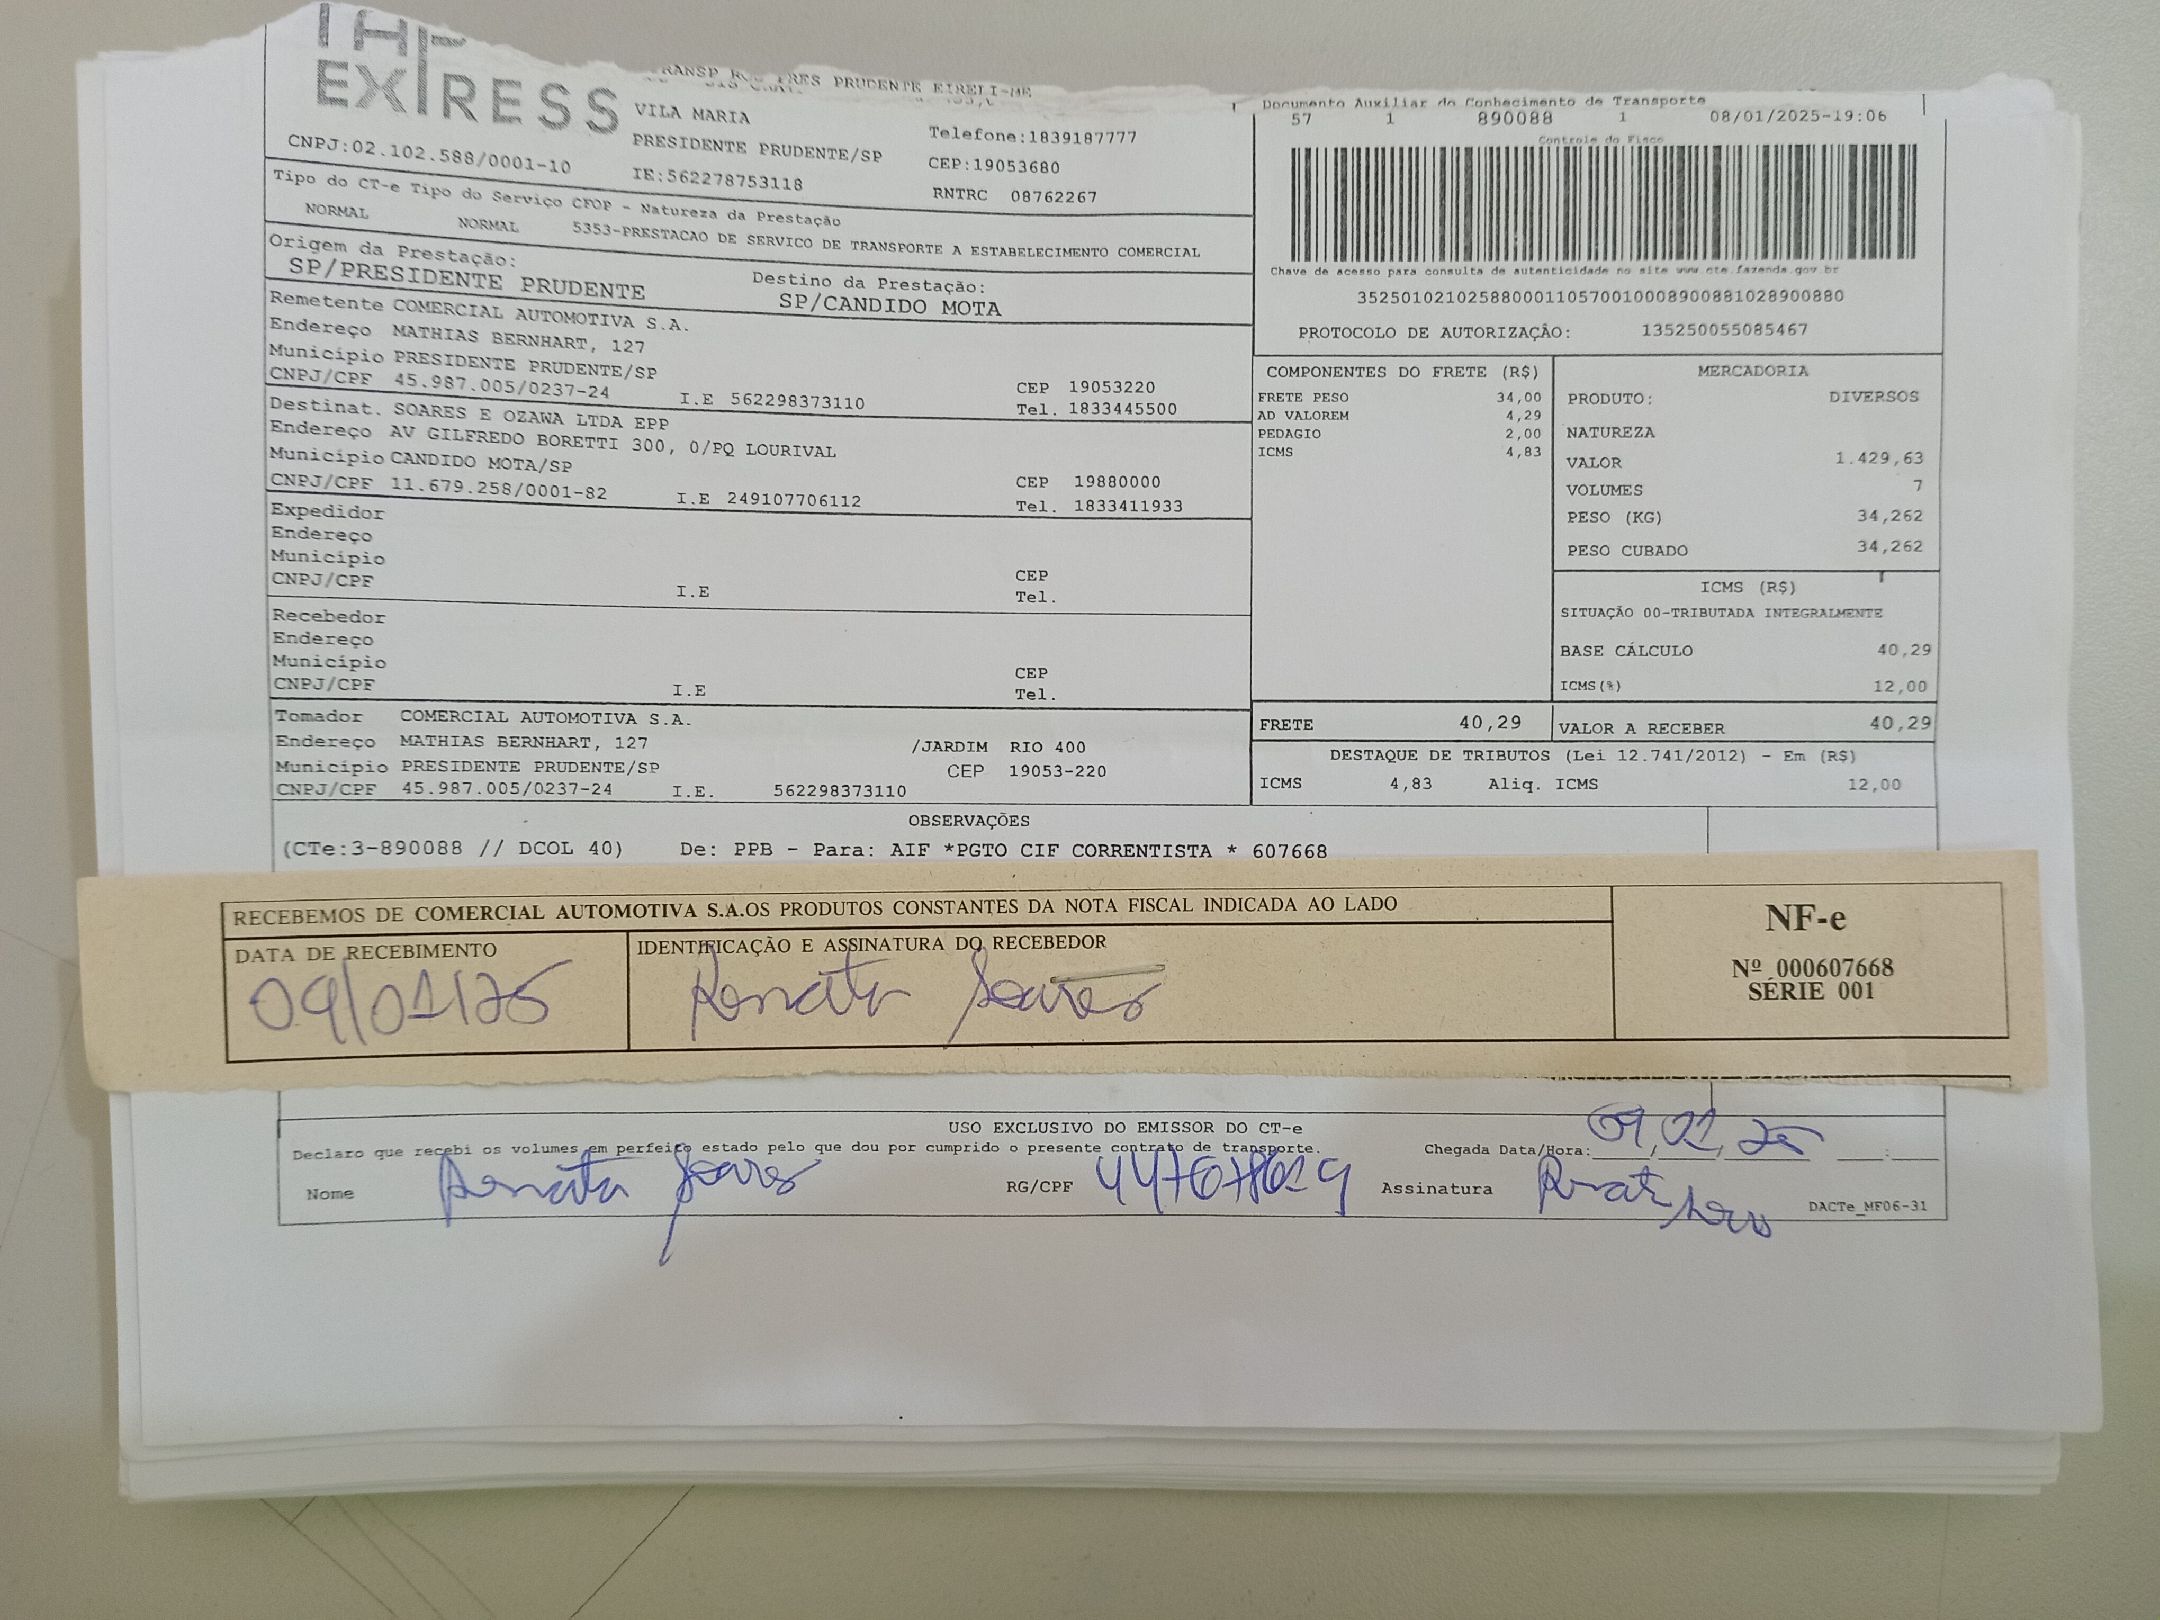 EXPRESS
PRUDENTE EIRELI-ME
VILA MARIA
PRESIDENTE PRUDENTE/SP
Telefone:1839187777
CNPJ:02.102.588/0001-10
IE:562278753118
CEP:19053680
RNTRC 08762267
Documento Auxiliar do Conhecimento de Transporte
57 1 890088 1 08/01/2025-19:06
Controle do Fisco
Chave de acesso para consulta de autenticidade no site www.cte.fazenda.gov.br
35250102102588000110570010008900881028900880
PROTOCOLO DE AUTORIZAÇÃO: 135250055085467
Tipo do CT-e Tipo do Serviço CFOP - Natureza da Prestação
NORMAL NORMAL 5353-PRESTACAO DE SERVICO DE TRANSPORTE A ESTABELECIMENTO COMERCIAL
Origem da Prestação: Destino da Prestação:
SP/PRESIDENTE PRUDENTE SP/CANDIDO MOTA
Remetente COMERCIAL AUTOMOTIVA S.A.
Endereço MATHIAS BERNHART, 127
Município PRESIDENTE PRUDENTE/SP CEP 19053220
CNPJ/CPF 45.987.005/0237-24 I.E 562298373110 Tel. 1833445500
Destinat. SOARES E OZAWA LTDA EPP
Endereço AV GILFREDO BORETTI 300, 0/PQ LOURIVAL
Município CANDIDO MOTA/SP CEP 19880000
CNPJ/CPF 11.679.258/0001-82 I.E 249107706112 Tel. 1833411933
Expedidor
Endereço
Município CEP
CNPJ/CPF I.E Tel.
Recebedor
Endereço
Município CEP
CNPJ/CPF I.E Tel.
Tomador COMERCIAL AUTOMOTIVA S.A.
Endereço MATHIAS BERNHART, 127 /JARDIM RIO 400
Município PRESIDENTE PRUDENTE/SP CEP 19053-220
CNPJ/CPF 45.987.005/0237-24 I.E. 562298373110
COMPONENTES DO FRETE (R$)
FRETE PESO 34,00
AD VALOREM 4,29
PEDAGIO 2,00
ICMS 4,83
MERCADORIA
PRODUTO: DIVERSOS
NATUREZA
VALOR 1.429,63
VOLUMES 7
PESO (KG) 34,262
PESO CUBADO 34,262
ICMS (R$)
SITUAÇÃO 00-TRIBUTADA INTEGRALMENTE
BASE CÁLCULO 40,29
ICMS(%) 12,00
FRETE 40,29 VALOR A RECEBER 40,29
DESTAQUE DE TRIBUTOS (Lei 12.741/2012) - Em (R$)
ICMS 4,83 Aliq. ICMS 12,00
OBSERVAÇÕES
(CTe:3-890088 // DCOL 40) De: PPB - Para: AIF *PGTO CIF CORRENTISTA * 607668
RECEBEMOS DE COMERCIAL AUTOMOTIVA S.A.OS PRODUTOS CONSTANTES DA NOTA FISCAL INDICADA AO LADO
DATA DE RECEBIMENTO IDENTIFICAÇÃO E ASSINATURA DO RECEBEDOR
09/01/25 Renata Soares
NF-e
Nº 000607668
SÉRIE 001
USO EXCLUSIVO DO EMISSOR DO CT-e
Declaro que recebi os volumes em perfeito estado pelo que dou por cumprido o presente contrato de transporte. Chegada Data/Hora: 09/01/25
Nome Renata Soares RG/CPF Assinatura Renata Soares DACTe_MF06-31